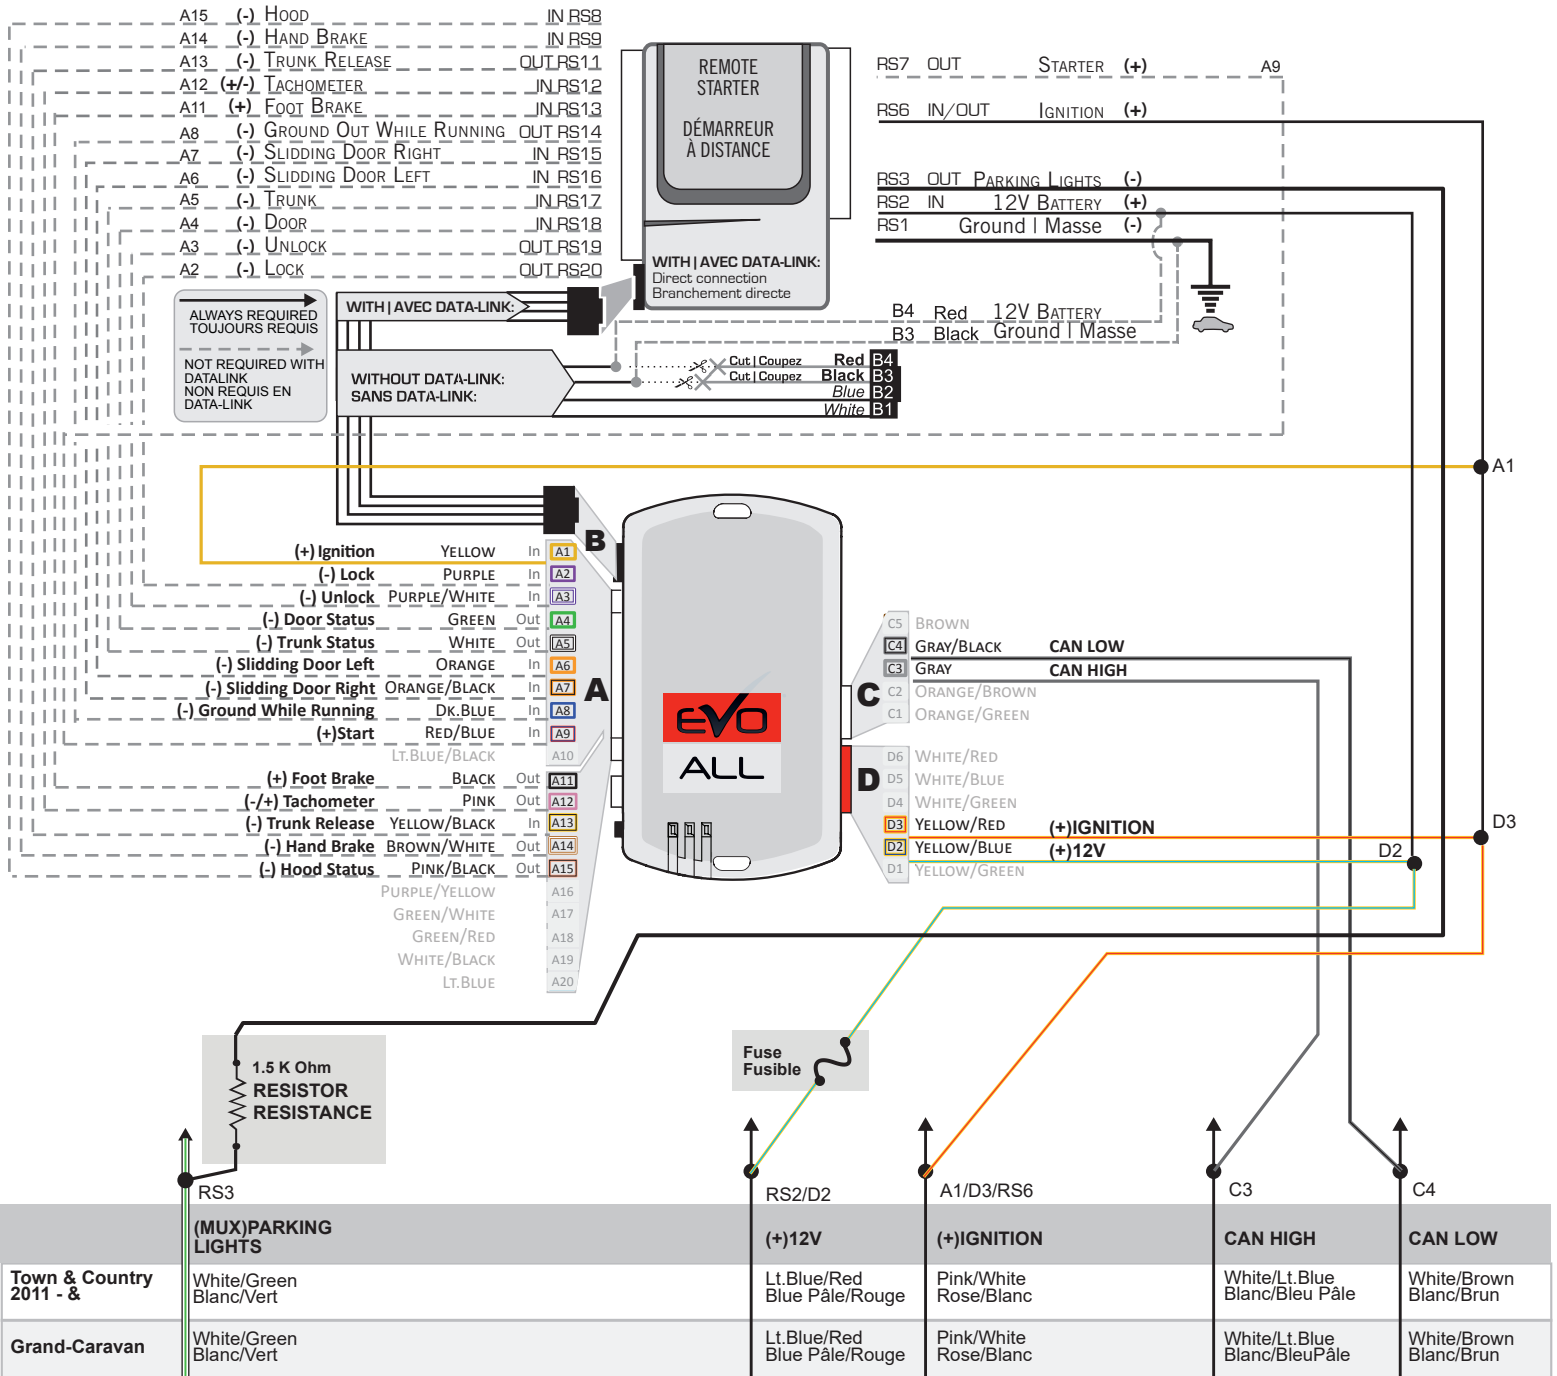 A15 (-) HOOD IN RS8
A14 (-) HAND BRAKE IN RS9
A13 (-) TRUNK RELEASE OUT RS11
A12 (+/-) TACHOMETER IN RS12
A11 (+) FOOT BRAKE IN RS13
A8 (-) GROUND OUT WHILE RUNNING OUT RS14
A7 (-) SLIDDING DOOR RIGHT IN RS15
A6 (-) SLIDDING DOOR LEFT IN RS16
A5 (-) TRUNK IN RS17
A4 (-) DOOR IN RS18
A3 (-) UNLOCK OUT RS19
A2 (-) LOCK OUT RS20
REMOTE
STARTER
DÉMARREUR
À DISTANCE
WITH | AVEC DATA-LINK:
Direct connection
Branchement directe
RS7 OUT STARTER (+) A9
RS6 IN/OUT IGNITION (+)
RS3 OUT PARKING LIGHTS (-)
RS2 IN 12V BATTERY (+)
RS1 Ground | Masse (-)
ALWAYS REQUIRED
TOUJOURS REQUIS
NOT REQUIRED WITH
DATALINK
NON REQUIS EN
DATA-LINK
WITH | AVEC DATA-LINK:
B4 Red 12V BATTERY
B3 Black Ground | Masse
WITHOUT DATA-LINK:
SANS DATA-LINK:
Cut | Coupez Red B4
Cut | Coupez Black B3
Blue B2
White B1
A1
B
(+) Ignition YELLOW In A1
(-) Lock PURPLE In A2
(-) Unlock PURPLE/WHITE In A3
(-) Door Status GREEN Out A4
(-) Trunk Status WHITE Out A5
(-) Slidding Door Left ORANGE In A6
(-) Slidding Door Right ORANGE/BLACK In A7
(-) Ground While Running DK.BLUE In A8
(+)Start RED/BLUE In A9
LT.BLUE/BLACK A10
(+) Foot Brake BLACK Out A11
(-/+) Tachometer PINK Out A12
(-) Trunk Release YELLOW/BLACK In A13
(-) Hand Brake BROWN/WHITE Out A14
(-) Hood Status PINK/BLACK Out A15
PURPLE/YELLOW A16
GREEN/WHITE A17
GREEN/RED A18
WHITE/BLACK A19
LT.BLUE A20
A
EVO
ALL
C
C5 BROWN
C4 GRAY/BLACK CAN LOW
C3 GRAY CAN HIGH
C2 ORANGE/BROWN
C1 ORANGE/GREEN
D
D6 WHITE/RED
D5 WHITE/BLUE
D4 WHITE/GREEN
D3 YELLOW/RED (+)IGNITION D3
D2 YELLOW/BLUE (+)12V D2
D1 YELLOW/GREEN
1.5 K Ohm
RESISTOR
RESISTANCE
Fuse
Fusible
RS3 RS2/D2 A1/D3/RS6 C3 C4
(MUX)PARKING
LIGHTS (+)12V (+)IGNITION CAN HIGH CAN LOW
Town & Country White/Green Lt.Blue/Red Pink/White White/Lt.Blue White/Brown
2011 - & Blanc/Vert Blue Pâle/Rouge Rose/Blanc Blanc/Bleu Pâle Blanc/Brun
Grand-Caravan White/Green Lt.Blue/Red Pink/White White/Lt.Blue White/Brown
Blanc/Vert Blue Pâle/Rouge Rose/Blanc Blanc/BleuPâle Blanc/Brun